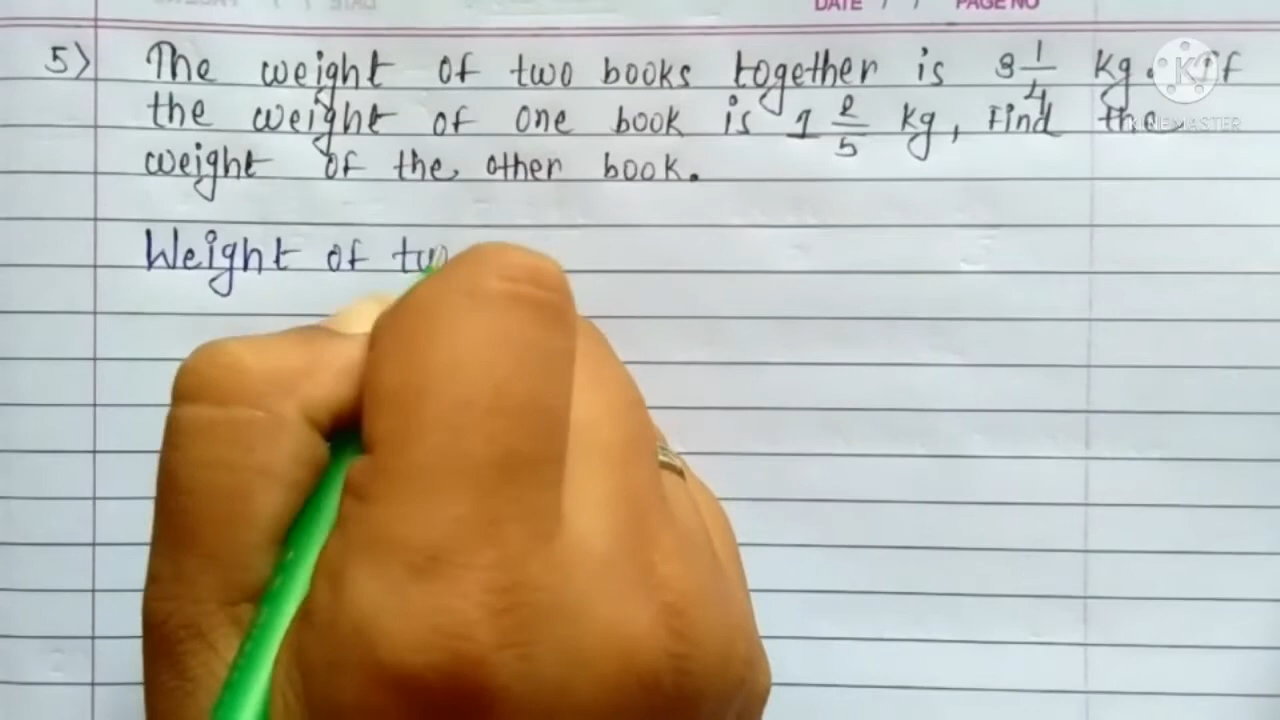 DATE / / PAGE NO
5) The weight of two books together is 3 1/4 kg. If
the weight of one book is 1 2/5 kg, Find the
weight of the other book.
Weight of tw
KINEMASTER